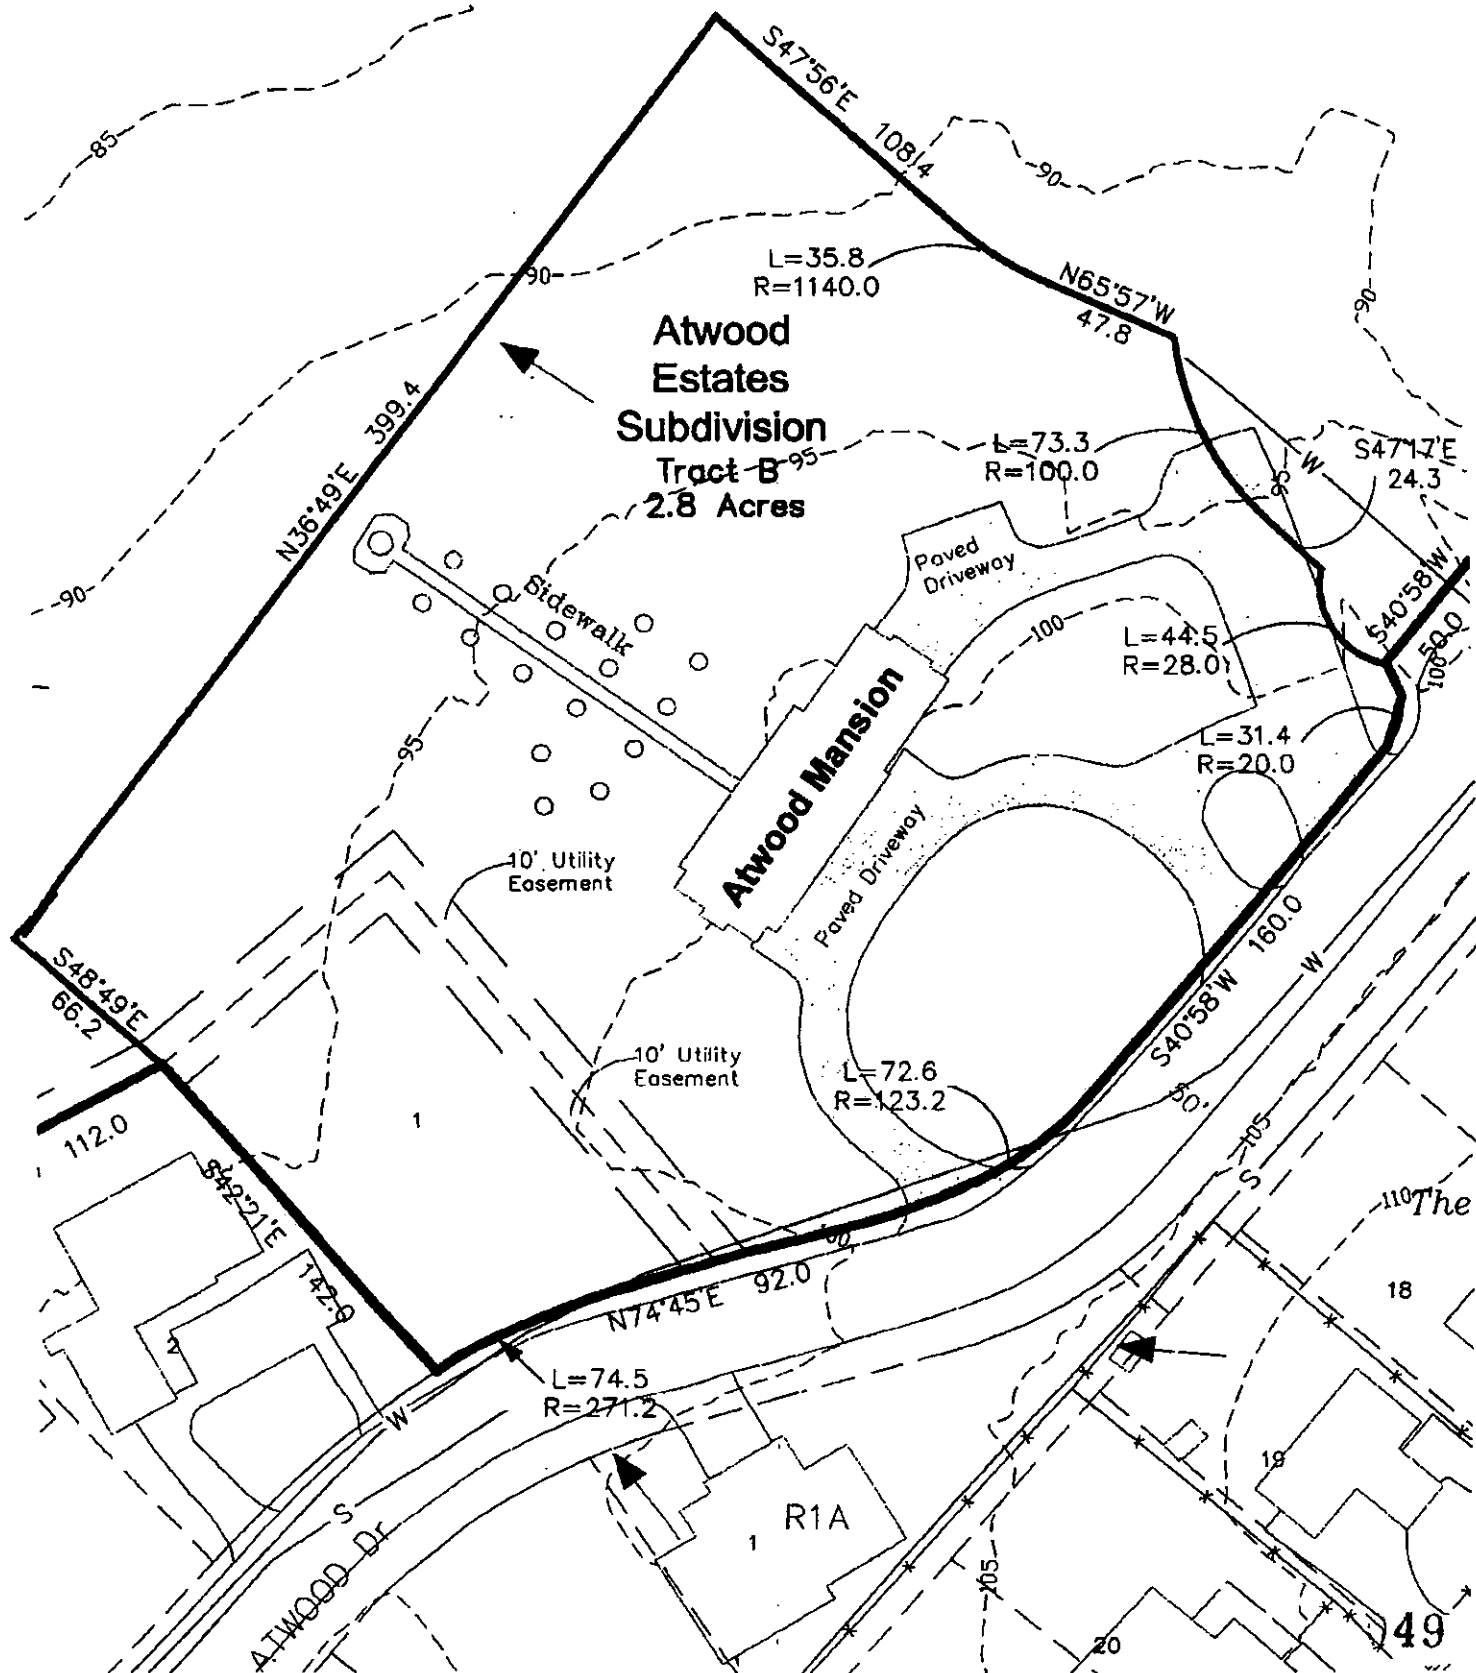 S47°56'E
108.4
85
90
L=35.8
R=1140.0
N65°57'W
47.8
90
90
Atwood
Estates
Subdivision
Tract B
2.8 Acres
399.4
N36°49'E
95
L=73.3
R=100.0
W
S47°17'E
24.3
95
Paved
Driveway
90
Sidewalk
100
S40°58'W
50.0
L=44.5
R=28.0
100
Atwood Mansion
95
L=31.4
R=20.0
10' Utility
Easement
Paved Driveway
160.0
S40°58'W
W
S48°49'E
66.2
10' Utility
Easement
L=72.6
R=123.2
50'
105
112.0
1
S42°21'E
142.0
S
110
The
92.0
N74°45'E
18
2
L=74.5
R=271.2
W
S
ATWOOD Dr
R1A
1
19
105
20
49